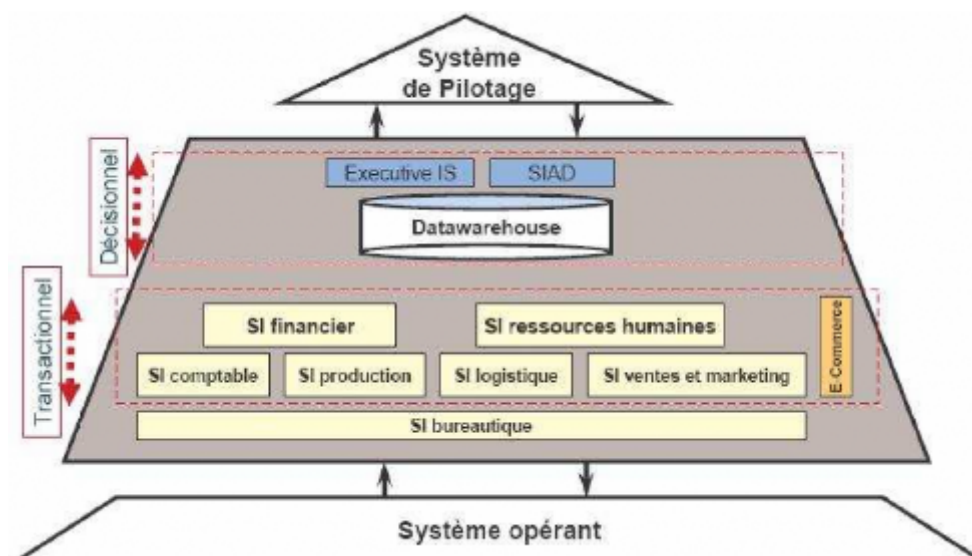 Système
de Pilotage
Décisionnel
Executive IS
SIAD
Datawarehouse
Transactionnel
SI financier
SI ressources humaines
E Commerce
SI comptable
SI production
SI logistique
SI ventes et marketing
SI bureautique
Système opérant